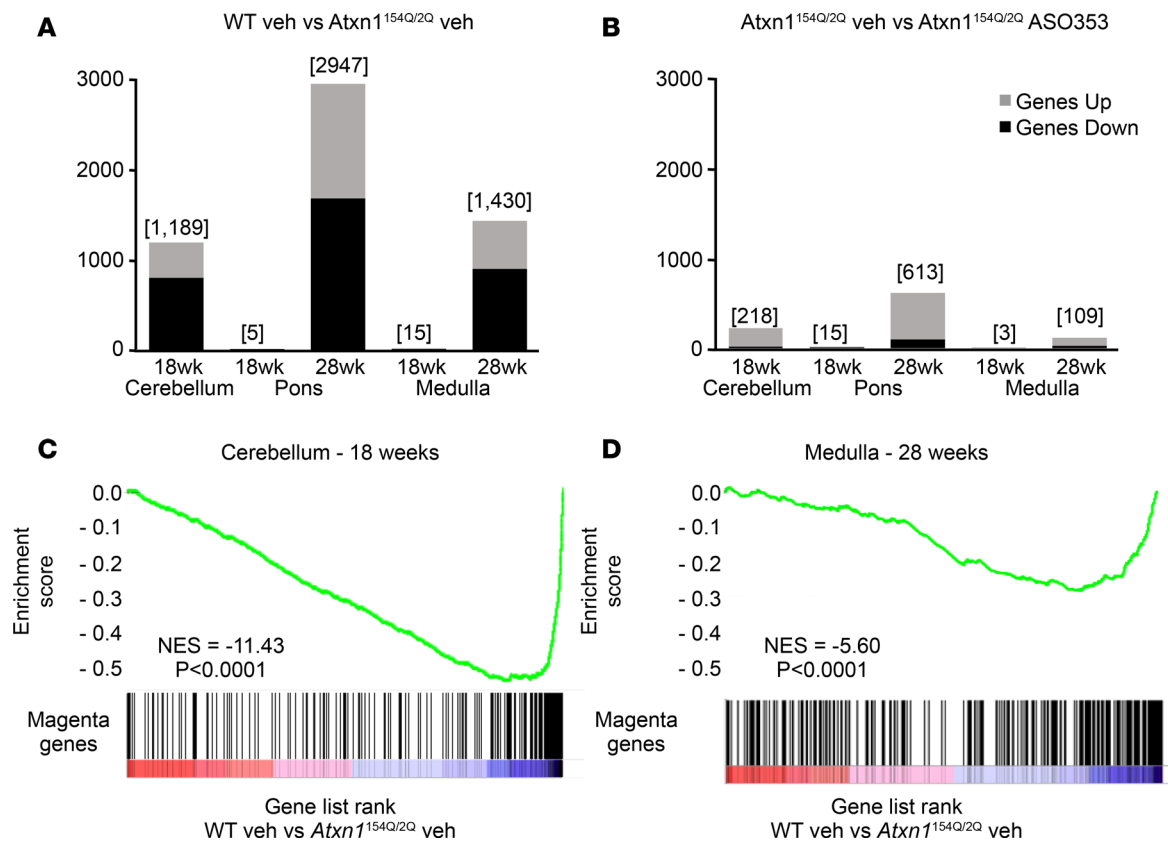 A
WT veh vs Atxn1154Q/2Q veh
3000
2000
1000
0
[1,189]
[5]
[2947]
[15]
[1,430]
18wk 18wk 28wk 18wk 28wk
Cerebellum Pons Medulla
B
Atxn1154Q/2Q veh vs Atxn1154Q/2Q ASO353
3000
2000
1000
0
Genes Up
Genes Down
[218]
[15]
[613]
[3]
[109]
18wk 18wk 28wk 18wk 28wk
Cerebellum Pons Medulla
C
Cerebellum - 18 weeks
Enrichment
score
0.0
- 0.1
- 0.2
- 0.3
- 0.4
- 0.5
NES = -11.43
P<0.0001
Magenta
genes
Gene list rank
WT veh vs Atxn1154Q/2Q veh
D
Medulla - 28 weeks
Enrichment
score
0.0
- 0.1
- 0.2
- 0.3
- 0.4
- 0.5
NES = -5.60
P<0.0001
Magenta
genes
Gene list rank
WT veh vs Atxn1154Q/2Q veh